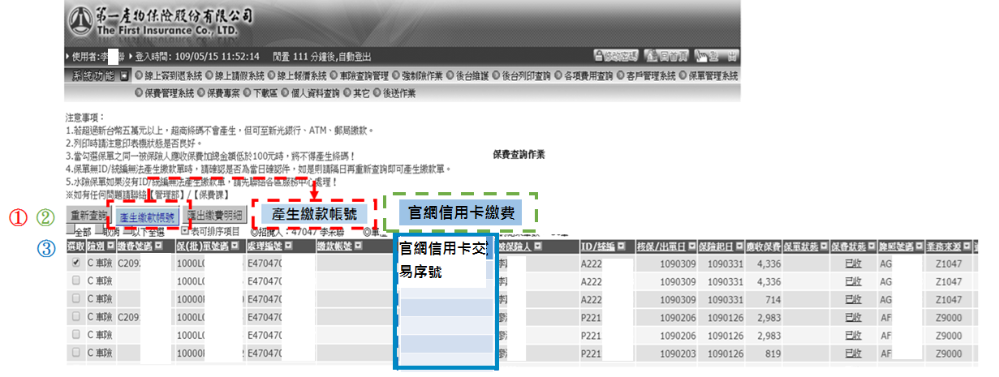 第一產物保險股份有限公司
The First Insurance Co., LTD.
使用者:李 聯 登入時間: 109/05/15 11:52:14 閒置 111 分鐘後,自動登出 修改密碼 回首頁 登 出
系統功能 線上簽到退系統 線上請假系統 線上報價系統 車險查詢管理 強制險作業 後台維護 後台列印查詢 各項費用查詢 客戶管理系統 保單管理系統
保費管理系統 保費專案 下載區 個人資料查詢 其它 後送作業
注意事項：
1.若超過新台幣五萬元以上，超商條碼不會產生，但可至新光銀行、ATM、郵局繳款。
2.列印時請注意印表機狀態是否良好。
3.當勾選保單之同一被保險人應收保費加總金額低於100元時，將不得產生條碼！
保費查詢作業
4.保單無ID/統編無法產生繳款單時，請確認是否為當日確認件，如是則請隔日再重新查詢即可產生繳款單。
5.水險保單如果沒有ID/統編無法產生繳款單，請先聯絡各區服務中心處理！
※如有任何問題請聯絡【管理部】/【保費課】
① ② 重新查詢 產生繳款帳號 匯出繳費明細 產生繳款帳號 官網信用卡繳費
全部 取消 以下全選 表可排序項目 ◎招攬人：47047 李 聯
③ 選取 險別 繳費號碼 保(批)單號碼 處理編號 繳款帳號 官網信用卡交易序號 被保險人 ID/統編 核保/出單日 保險起日 應收保費 保單狀態 保費狀態 牌照號碼 業務來源
C 車險 C209 1000L E47047 A222 1090309 1090331 4,336 已收 AG Z1047
C 車險 1000L E47047 A222 1090309 1090331 4,336 已收 AG Z1047
C 車險 10000 E47047 A222 1090309 1090331 714 已收 AG Z1047
C 車險 C209 1000L E47047 P221 1090206 1090126 2,983 已收 AF Z9000
C 車險 1000L E47047 P221 1090206 1090126 2,983 已收 AF Z9000
C 車險 10000 E47047 P221 1090203 1090126 819 已收 AF Z9000